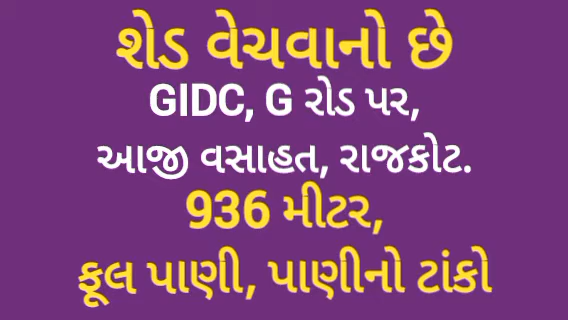 શેડ વેચવાનો છે
GIDC, G રોડ પર,
આજી વસાહત, રાજકોટ.
936 મીટર,
ફૂલ પાણી, પાણીનો ટાંકો